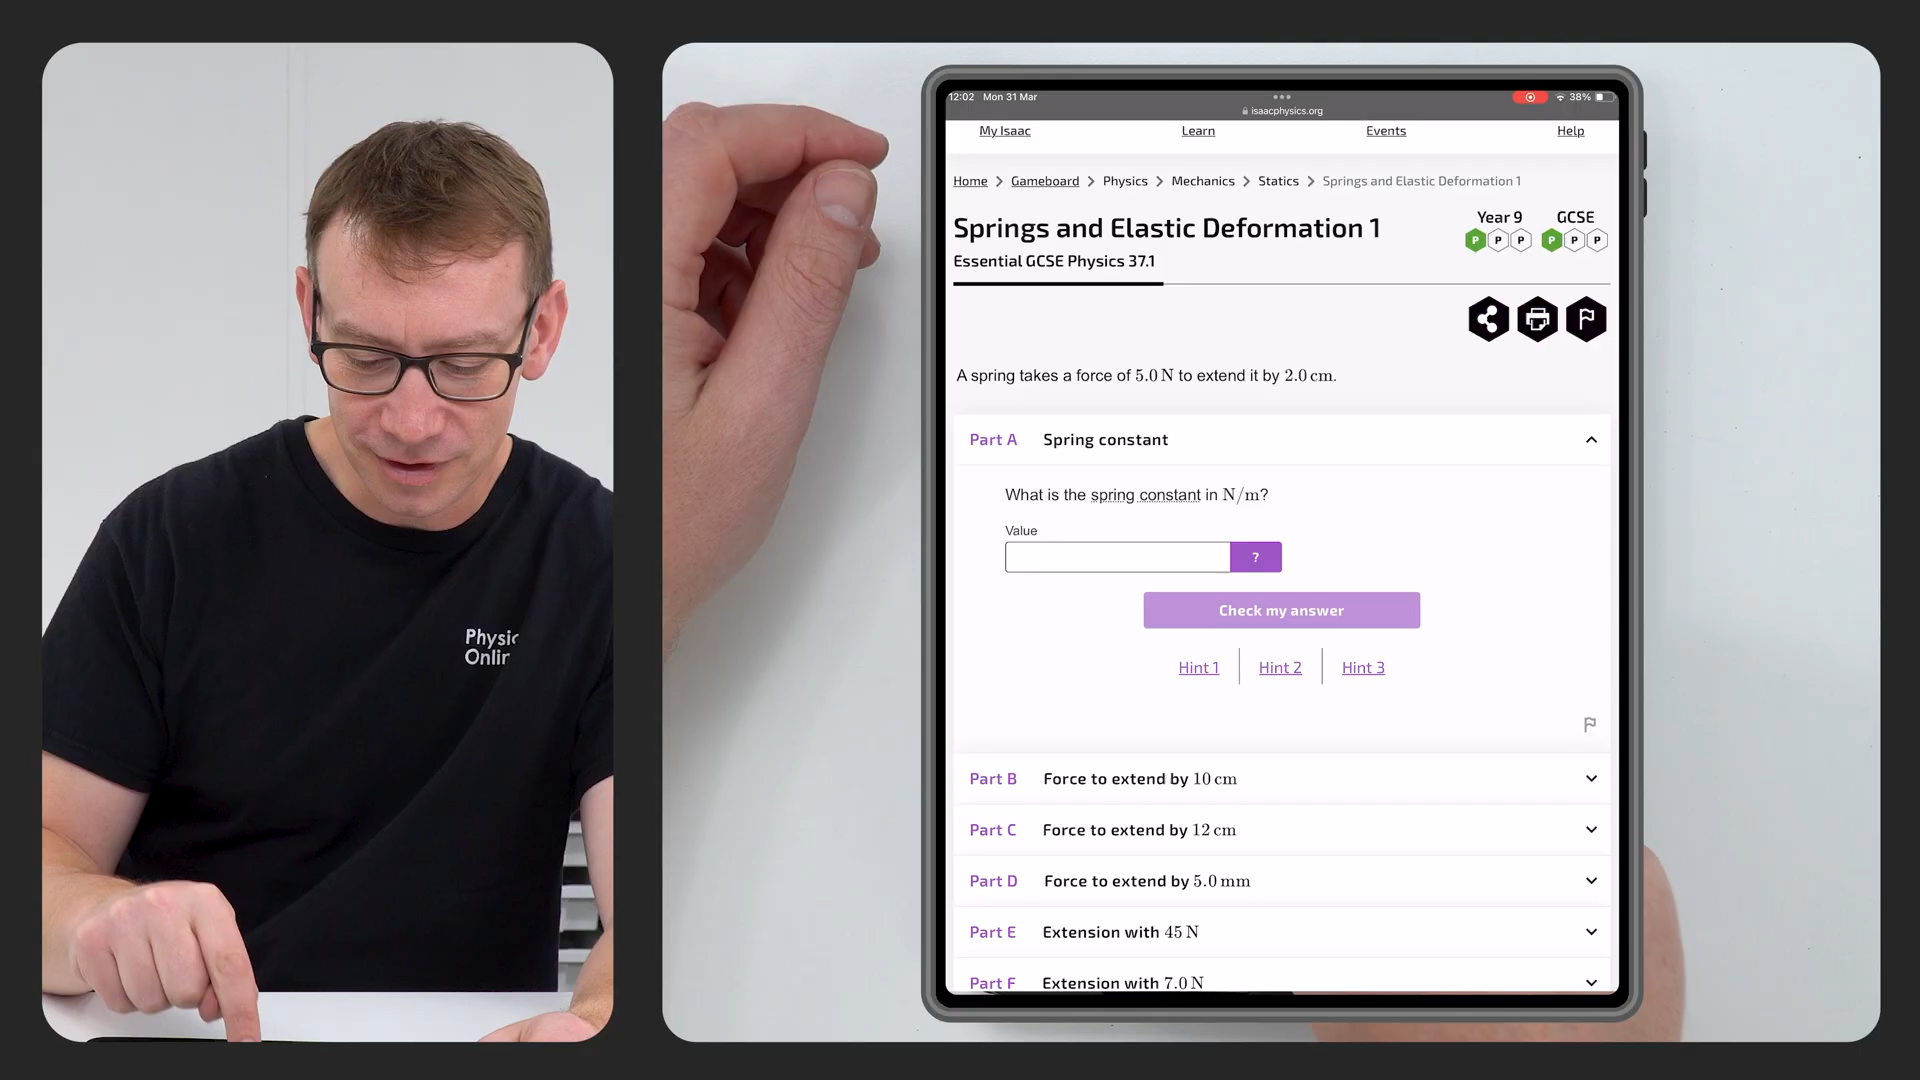 Physic
Onlin
12:02 Mon 31 Mar
isaacphysics.org
38%
My Isaac
Learn
Events
Help
Home > Gameboard > Physics > Mechanics > Statics > Springs and Elastic Deformation 1
Springs and Elastic Deformation 1
Essential GCSE Physics 37.1
Year 9
GCSE
P P P
P P P
A spring takes a force of 5.0 N to extend it by 2.0 cm.
Part A Spring constant
What is the spring constant in N/m?
Value
?
Check my answer
Hint 1
Hint 2
Hint 3
Part B Force to extend by 10 cm
Part C Force to extend by 12 cm
Part D Force to extend by 5.0 mm
Part E Extension with 45 N
Part F Extension with 7.0 N